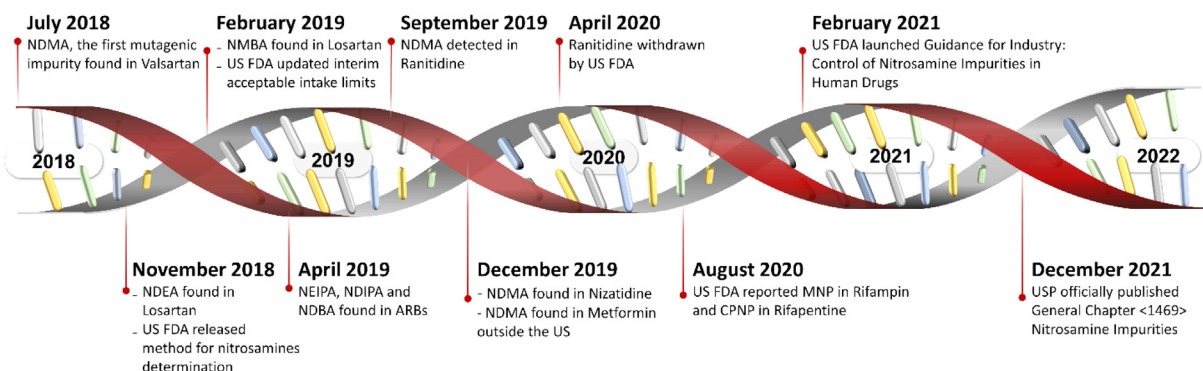 July 2018
NDMA, the first mutagenic
impurity found in Valsartan
February 2019
- NMBA found in Losartan
- US FDA updated interim
acceptable intake limits
September 2019
NDMA detected in
Ranitidine
April 2020
Ranitidine withdrawn
by US FDA
February 2021
US FDA launched Guidance for Industry:
Control of Nitrosamine Impurities in
Human Drugs
2018
2019
2020
2021
2022
November 2018
- NDEA found in
Losartan
- US FDA released
method for nitrosamines
determination
April 2019
NEIPA, NDIPA and
NDBA found in ARBs
December 2019
- NDMA found in Nizatidine
- NDMA found in Metformin
outside the US
August 2020
US FDA reported MNP in Rifampin
and CPNP in Rifapentine
December 2021
USP officially published
General Chapter <1469>
Nitrosamine Impurities